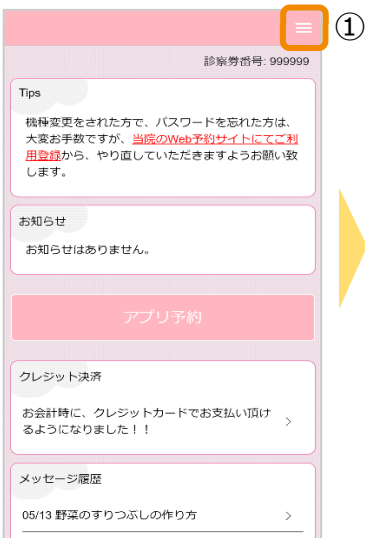 ①
診察券番号: 999999
Tips
機種変更をされた方で、パスワードを忘れた方は、
大変お手数ですが、当院のWeb予約サイトにてご利
用登録から、やり直していただきますようお願い致
します。
お知らせ
お知らせはありません。
アプリ予約
クレジット決済
お会計時に、クレジットカードでお支払い頂け
るようになりました！！
メッセージ履歴
05/13 野菜のすりつぶしの作り方